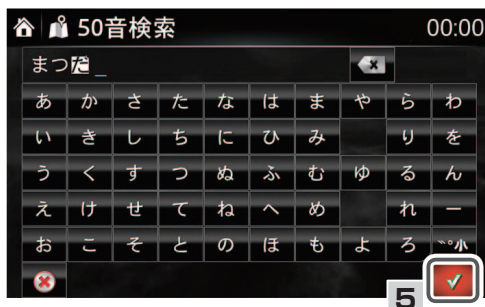 50音検索 00:00
まつだ_
あ か さ た な は ま や ら わ
い き し ち に ひ み り を
う く す つ ぬ ふ む ゆ る ん
え け せ て ね へ め れ ー
お こ そ と の ほ も よ ろ ゛゜小
5